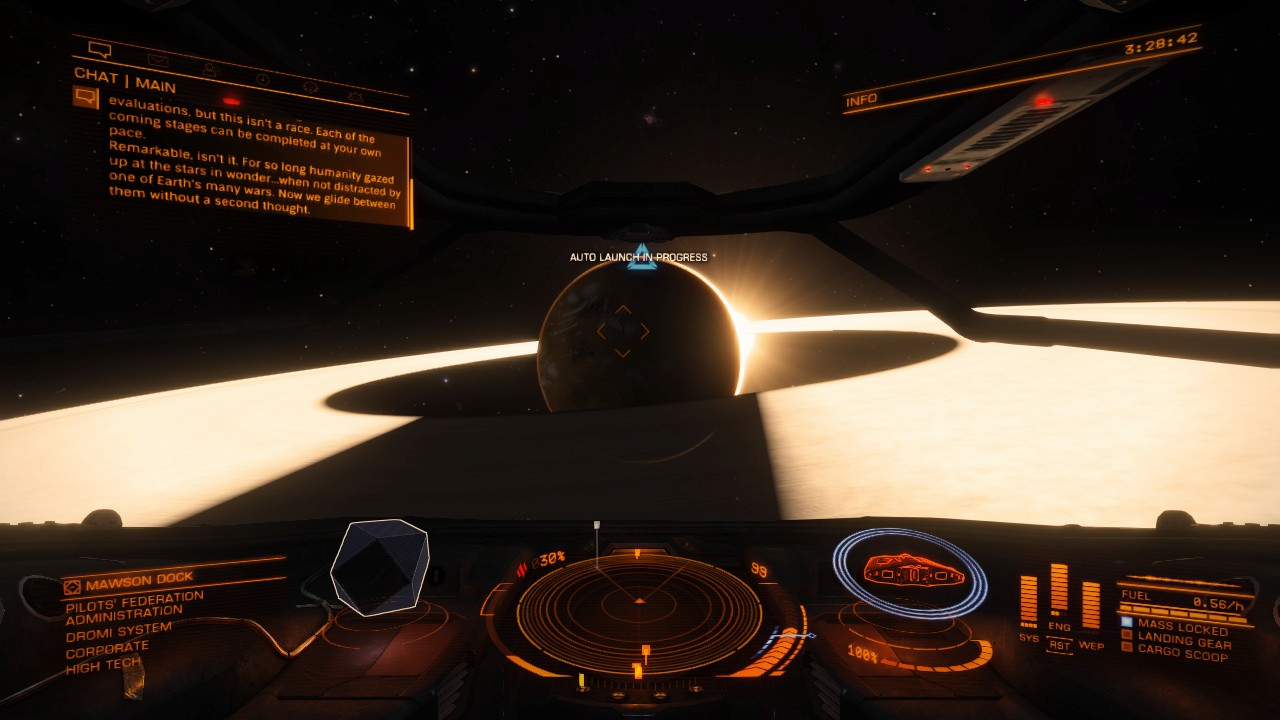 CHAT | MAIN
evaluations, but this isn't a race. Each of the
coming stages can be completed at your own
pace.
Remarkable, isn't it. For so long humanity gazed
up at the stars in wonder...when not distracted by
one of Earth's many wars. Now we glide between
them without a second thought.
3:28:42
INFO
AUTO LAUNCH IN PROGRESS
MAWSON DOCK
PILOTS' FEDERATION
ADMINISTRATION
DROMI SYSTEM
CORPORATE
HIGH TECH
30%
99
100%
SYS
ENG
RST
WEP
FUEL 0.56/h
MASS LOCKED
LANDING GEAR
CARGO SCOOP